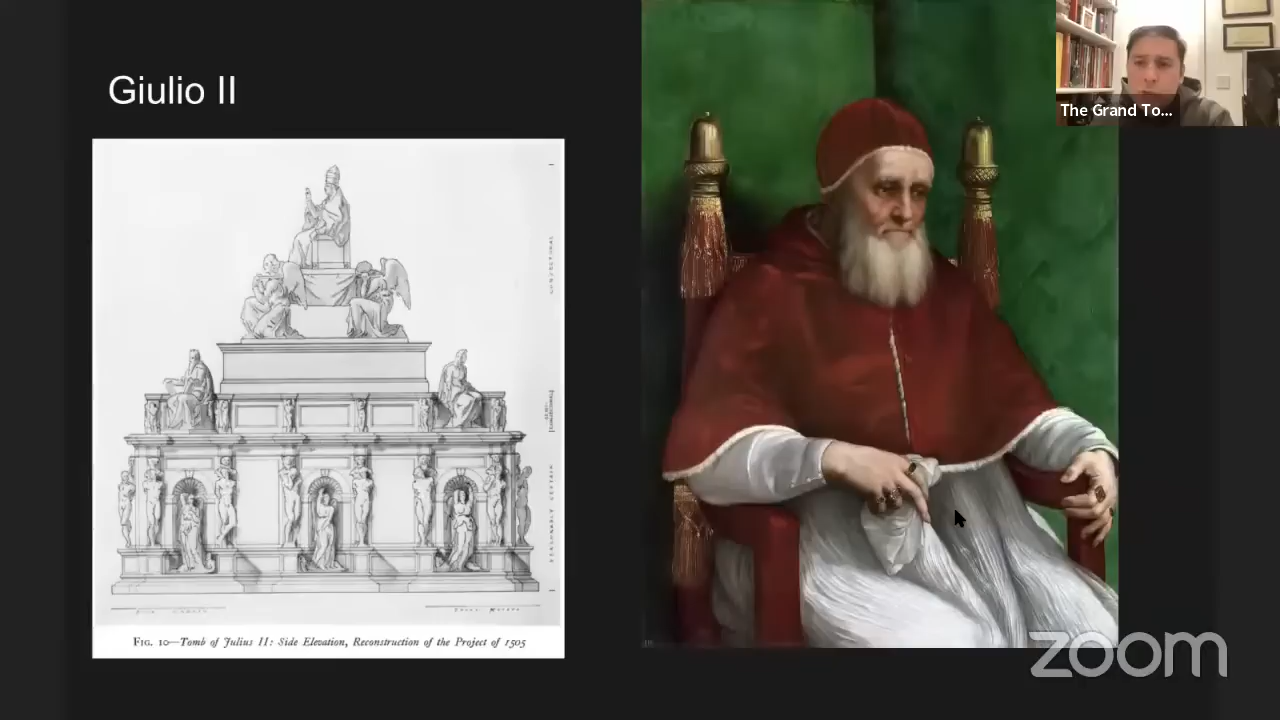 Giulio II
The Grand To...
FIG. 10—Tomb of Julius II: Side Elevation, Reconstruction of the Project of 1505
zoom